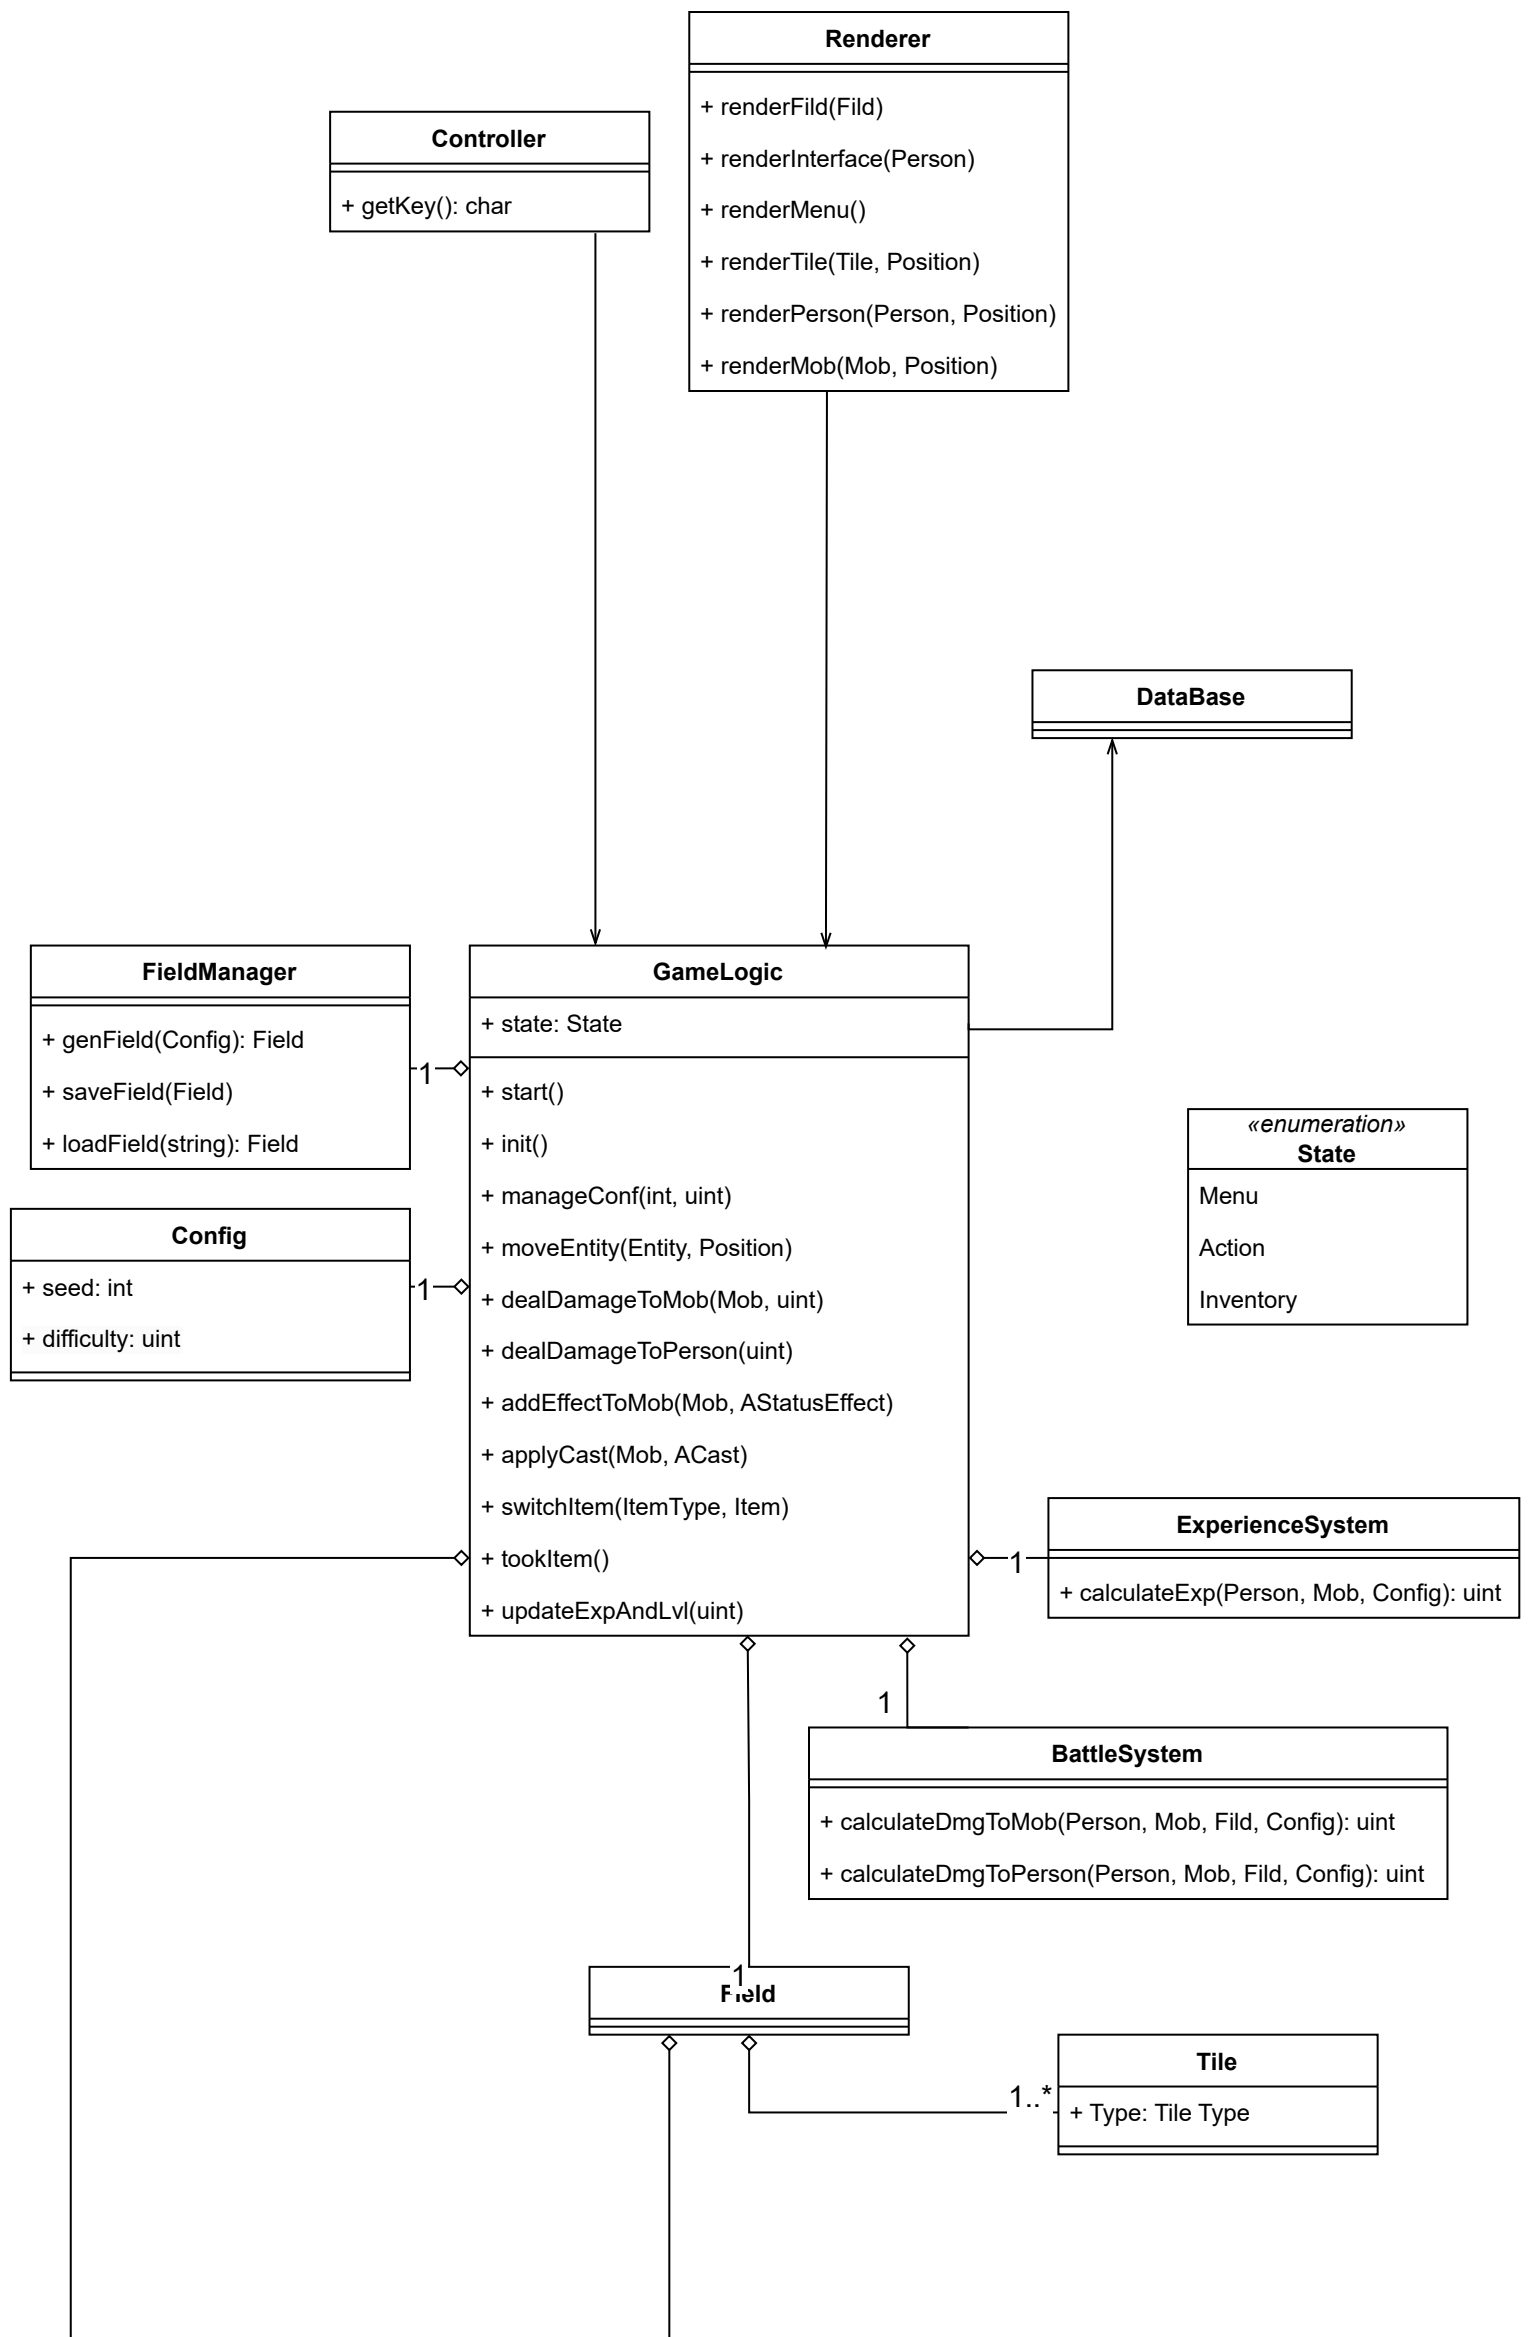 Renderer
+ renderFild(Fild)
+ renderInterface(Person)
+ renderMenu()
+ renderTile(Tile, Position)
+ renderPerson(Person, Position)
+ renderMob(Mob, Position)
Controller
+ getKey(): char
DataBase
FieldManager
+ genField(Config): Field
+ saveField(Field)
+ loadField(string): Field
1
Config
+ seed: int
+ difficulty: uint
1
GameLogic
+ state: State
+ start()
+ init()
+ manageConf(int, uint)
+ moveEntity(Entity, Position)
+ dealDamageToMob(Mob, uint)
+ dealDamageToPerson(uint)
+ addEffectToMob(Mob, AStatusEffect)
+ applyCast(Mob, ACast)
+ switchItem(ItemType, Item)
+ tookItem()
+ updateExpAndLvl(uint)
«enumeration»
State
Menu
Action
Inventory
1
ExperienceSystem
+ calculateExp(Person, Mob, Config): uint
1
BattleSystem
+ calculateDmgToMob(Person, Mob, Fild, Config): uint
+ calculateDmgToPerson(Person, Mob, Fild, Config): uint
1
Field
1..*
Tile
+ Type: Tile Type